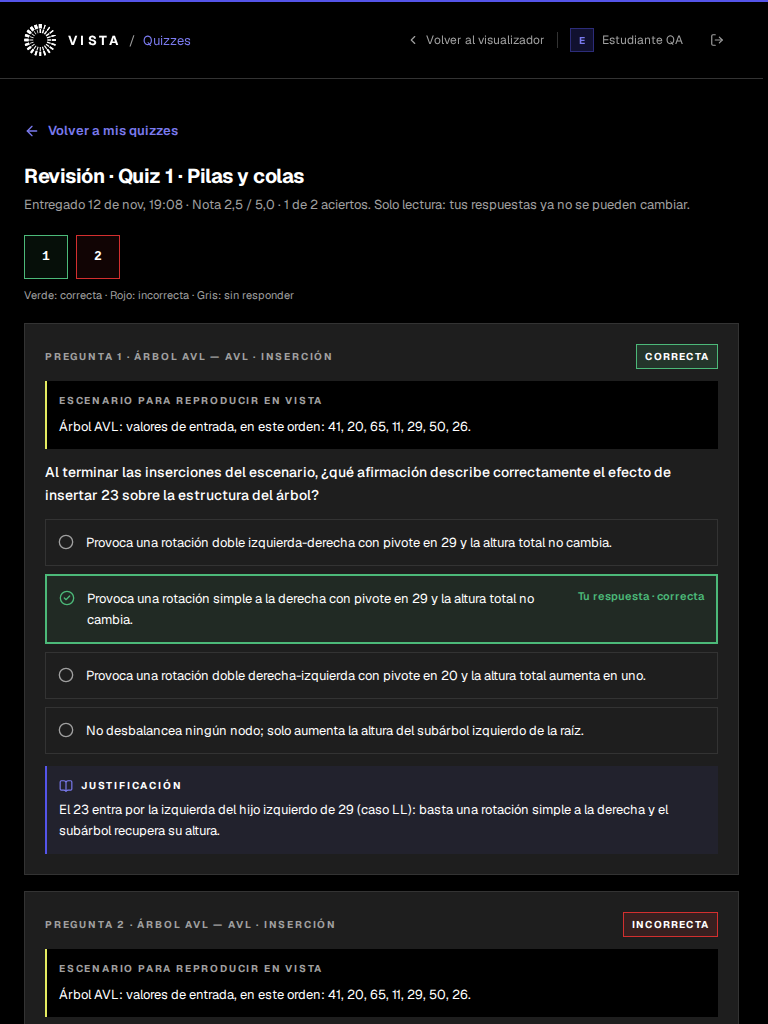 VISTA / Quizzes
Volver al visualizador
E
Estudiante QA
Volver a mis quizzes
Revisión · Quiz 1 · Pilas y colas
Entregado 12 de nov, 19:08 · Nota 2,5 / 5,0 · 1 de 2 aciertos. Solo lectura: tus respuestas ya no se pueden cambiar.
1
2
Verde: correcta · Rojo: incorrecta · Gris: sin responder
PREGUNTA 1 · ÁRBOL AVL — AVL · INSERCIÓN
CORRECTA
ESCENARIO PARA REPRODUCIR EN VISTA
Árbol AVL: valores de entrada, en este orden: 41, 20, 65, 11, 29, 50, 26.
Al terminar las inserciones del escenario, ¿qué afirmación describe correctamente el efecto de
insertar 23 sobre la estructura del árbol?
Provoca una rotación doble izquierda-derecha con pivote en 29 y la altura total no cambia.
Provoca una rotación simple a la derecha con pivote en 29 y la altura total no
cambia.
Tu respuesta · correcta
Provoca una rotación doble derecha-izquierda con pivote en 20 y la altura total aumenta en uno.
No desbalancea ningún nodo; solo aumenta la altura del subárbol izquierdo de la raíz.
JUSTIFICACIÓN
El 23 entra por la izquierda del hijo izquierdo de 29 (caso LL): basta una rotación simple a la derecha y el
subárbol recupera su altura.
PREGUNTA 2 · ÁRBOL AVL — AVL · INSERCIÓN
INCORRECTA
ESCENARIO PARA REPRODUCIR EN VISTA
Árbol AVL: valores de entrada, en este orden: 41, 20, 65, 11, 29, 50, 26.